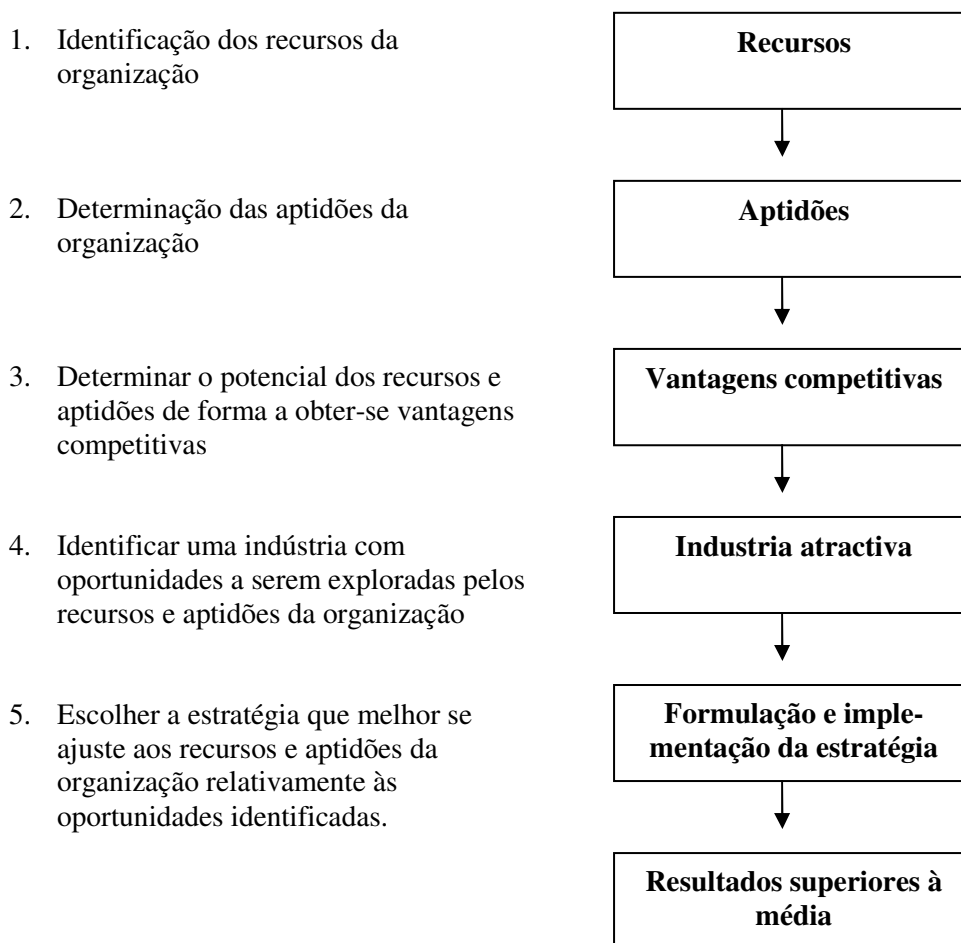 1. Identificação dos recursos da
organização
Recursos
2. Determinação das aptidões da
organização
Aptidões
3. Determinar o potencial dos recursos e
aptidões de forma a obter-se vantagens
competitivas
Vantagens competitivas
4. Identificar uma indústria com
oportunidades a serem exploradas pelos
recursos e aptidões da organização
Industria atractiva
5. Escolher a estratégia que melhor se
ajuste aos recursos e aptidões da
organização relativamente às
oportunidades identificadas.
Formulação e imple-
mentação da estratégia
Resultados superiores à
média